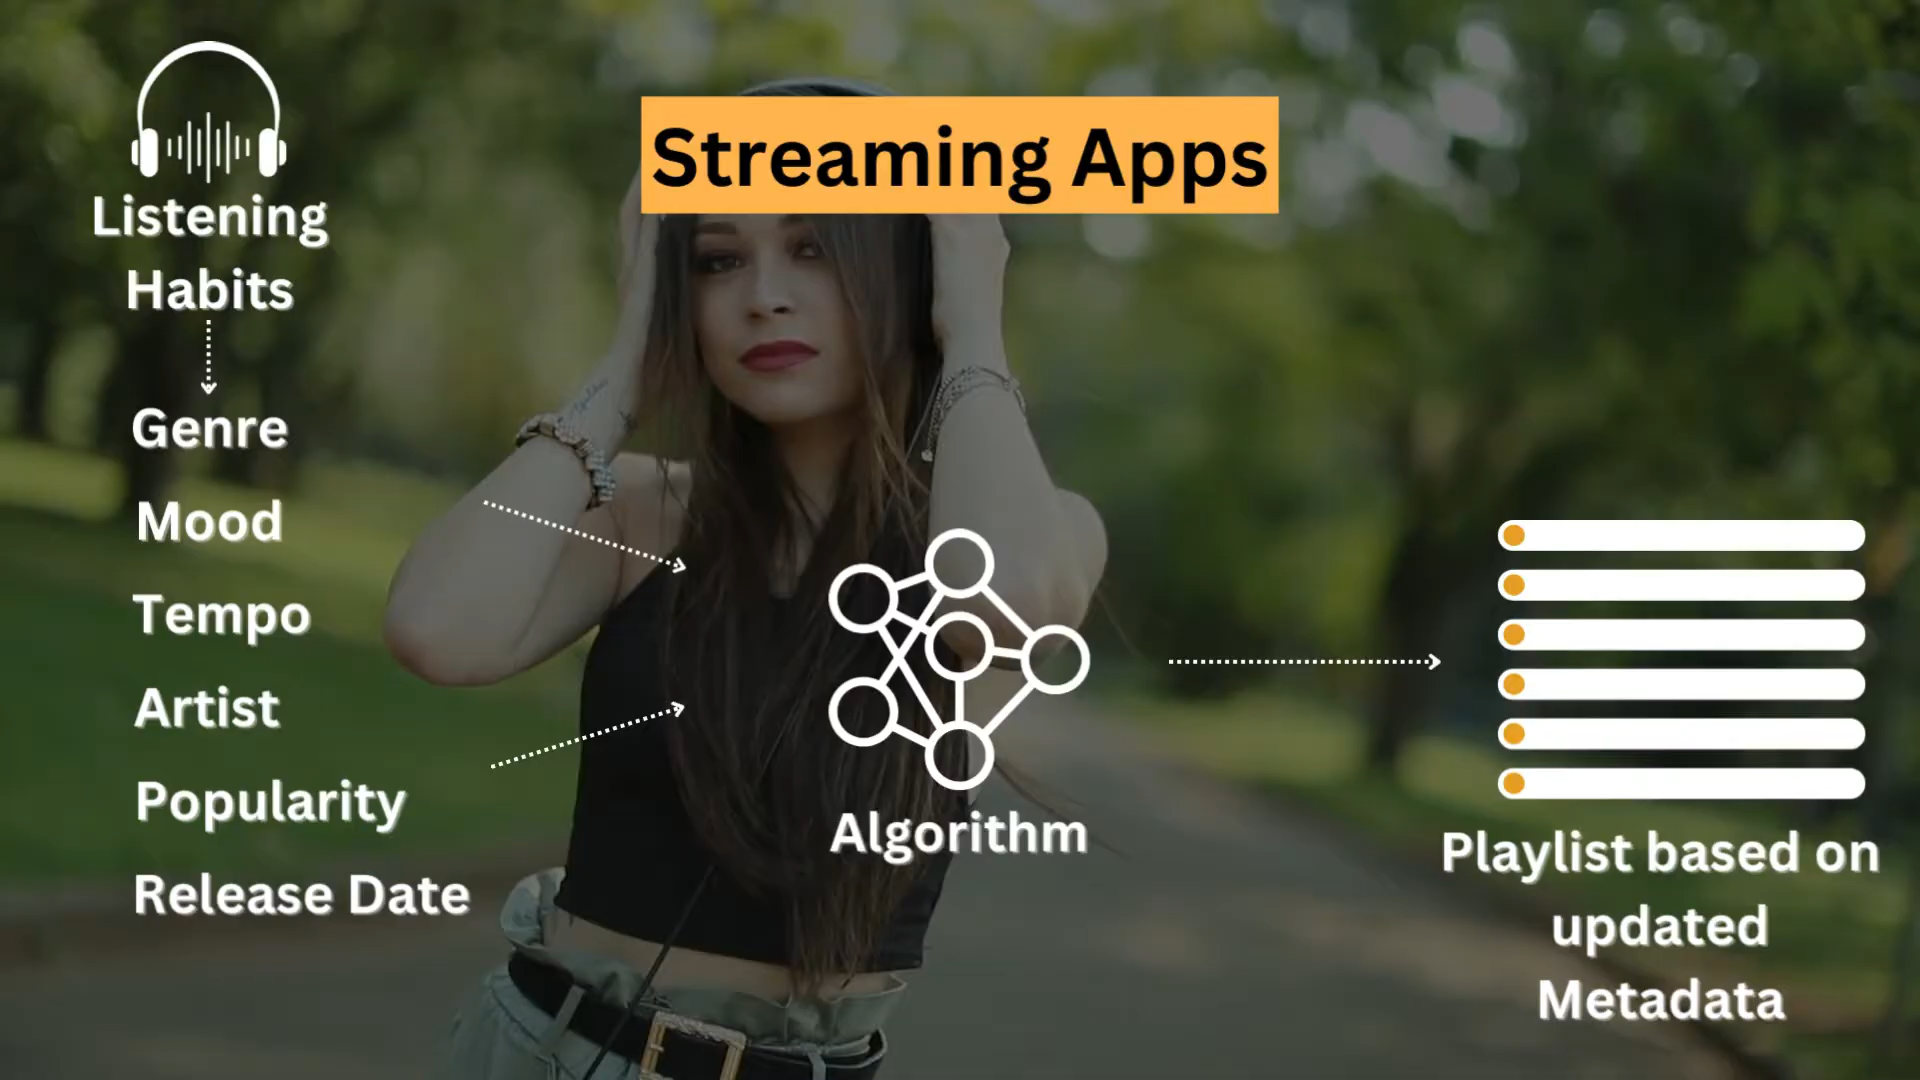 Streaming Apps
Listening
Habits
Genre
Mood
Tempo
Artist
Popularity
Release Date
Algorithm
Playlist based on
updated
Metadata